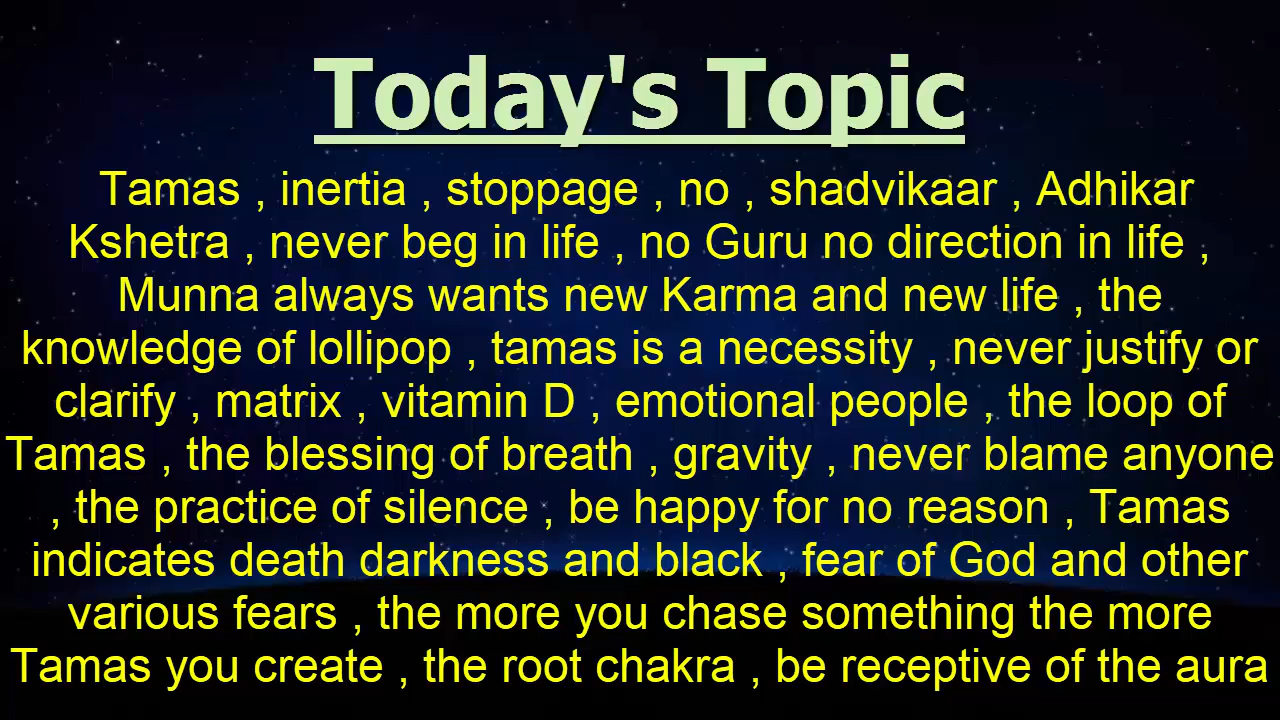 Today's Topic
Tamas , inertia , stoppage , no , shadvikaar , Adhikar
Kshetra , never beg in life , no Guru no direction in life ,
Munna always wants new Karma and new life , the
knowledge of lollipop , tamas is a necessity , never justify or
clarify , matrix , vitamin D , emotional people , the loop of
Tamas , the blessing of breath , gravity , never blame anyone
, the practice of silence , be happy for no reason , Tamas
indicates death darkness and black , fear of God and other
various fears , the more you chase something the more
Tamas you create , the root chakra , be receptive of the aura